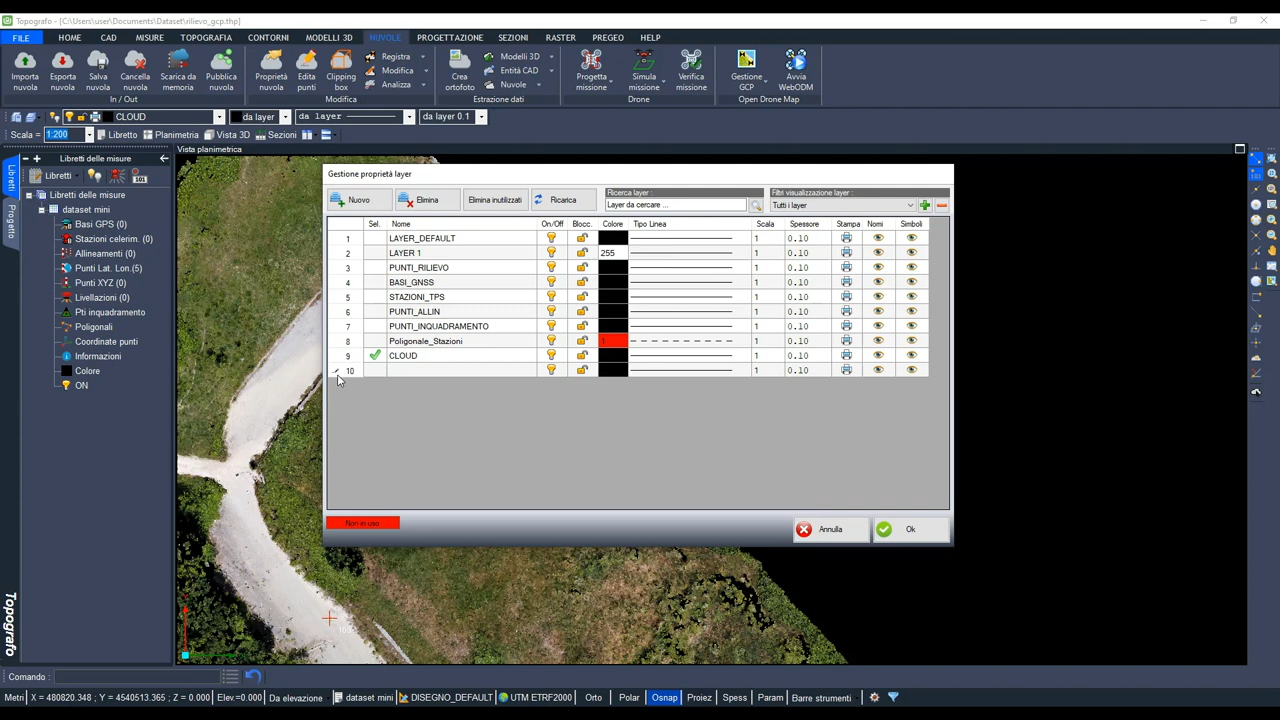 Topografo - [C:\Users\user\Documents\Dataset\rilievo_gcp.thp]
FILE HOME CAD MISURE TOPOGRAFIA CONTORNI MODELLI 3D NUVOLE PROGETTAZIONE SEZIONI RASTER PREGEO HELP
Importa nuvola Esporta nuvola Salva nuvola Cancella nuvola Scarica da memoria Pubblica nuvola
In / Out
Proprietà nuvola Edita punti Clipping box Registra Modifica Analizza
Modifica
Crea ortofoto Modelli 3D Entità CAD Nuvole
Estrazione dati
Progetta missione Simula missione Verifica missione
Drone
Gestione GCP Avvia WebODM
Open Drone Map
CLOUD da layer da layer da layer 0.1
Scala = 1:200 Libretto Planimetria Vista 3D Sezioni
Libretti delle misure
Vista planimetrica
Libretti
Progetto
Libretti 101
Libretti delle misure
dataset mini
Basi GPS (0)
Stazioni celerim. (0)
Allineamenti (0)
Punti Lat. Lon.(5)
Punti XYZ (0)
Livellazioni (0)
Pti inquadramento
Poligonali
Coordinate punti
Informazioni
Colore
ON
Topografo
Gestione proprietà layer
Nuovo Elimina Elimina inutilizzati Ricarica
Ricerca layer :
Layer da cercare ...
Filtri visualizzazione layer :
Tutti i layer
Sel. Nome On/Off Blocc. Colore Tipo Linea Scala Spessore Stampa Nomi Simboli
1 LAYER_DEFAULT 1 0.10
2 LAYER 1 255 1 0.10
3 PUNTI_RILIEVO 1 0.10
4 BASI_GNSS 1 0.10
5 STAZIONI_TPS 1 0.10
6 PUNTI_ALLIN 1 0.10
7 PUNTI_INQUADRAMENTO 1 0.10
8 Poligonale_Stazioni 1 1 0.10
9 CLOUD 1 0.10
10 1 0.10
Non in uso
Annulla Ok
Comando :
Metri X = 480820.348 ; Y = 4540513.365 ; Z = 0.000 Elev.=0.000 Da elevazione dataset mini DISEGNO_DEFAULT UTM ETRF2000 Orto Polar Osnap Proiez Spess Param Barre strumenti